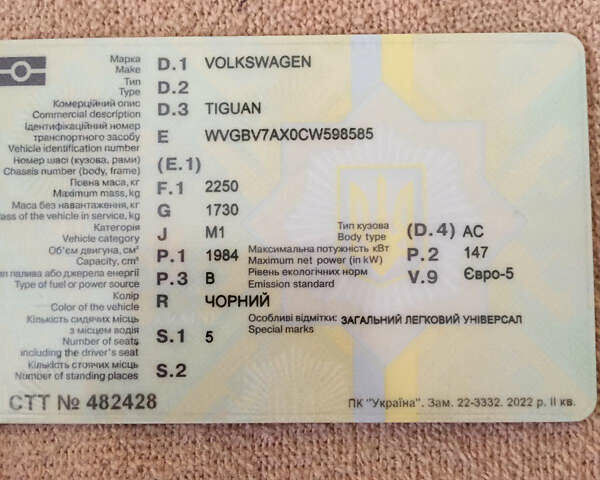 Марка D.1 VOLKSWAGEN
Make
Тип D.2
Type
Комерційний опис D.3 TIGUAN
Commercial description
Ідентифікаційний номер
транспортного засобу E WVGBV7AX0CW598585
Vehicle identification number
Номер шасі (кузова, рами) (E.1)
Chassis number (body, frame)
Повна маса, кг F.1 2250
Maximum mass, kg
Маса без навантаження, кг G 1730
Mass of the vehicle in service, kg
Категорія J M1 Тип кузова (D.4) AC
Vehicle category Body type
Об'єм двигуна, см³ P.1 1984 Максимальна потужність кВт P.2 147
Capacity, cm³ Maximum net power (in kW)
палива або джерела енергії P.3 B Рівень екологічних норм V.9 Євро-5
Type of fuel or power source Emission standard
Колір R ЧОРНИЙ
Color of the vehicle
Кількість сидячих місць Особливі відмітки: ЗАГАЛЬНИЙ ЛЕГКОВИЙ УНІВЕРСАЛ
з місцем водія S.1 5 Special marks
Number of seats
including the driver's seat
Кількість стоячих місць S.2
Number of standing places
СТТ № 482428 ПК "Україна". Зам. 22-3332. 2022 р. II кв.